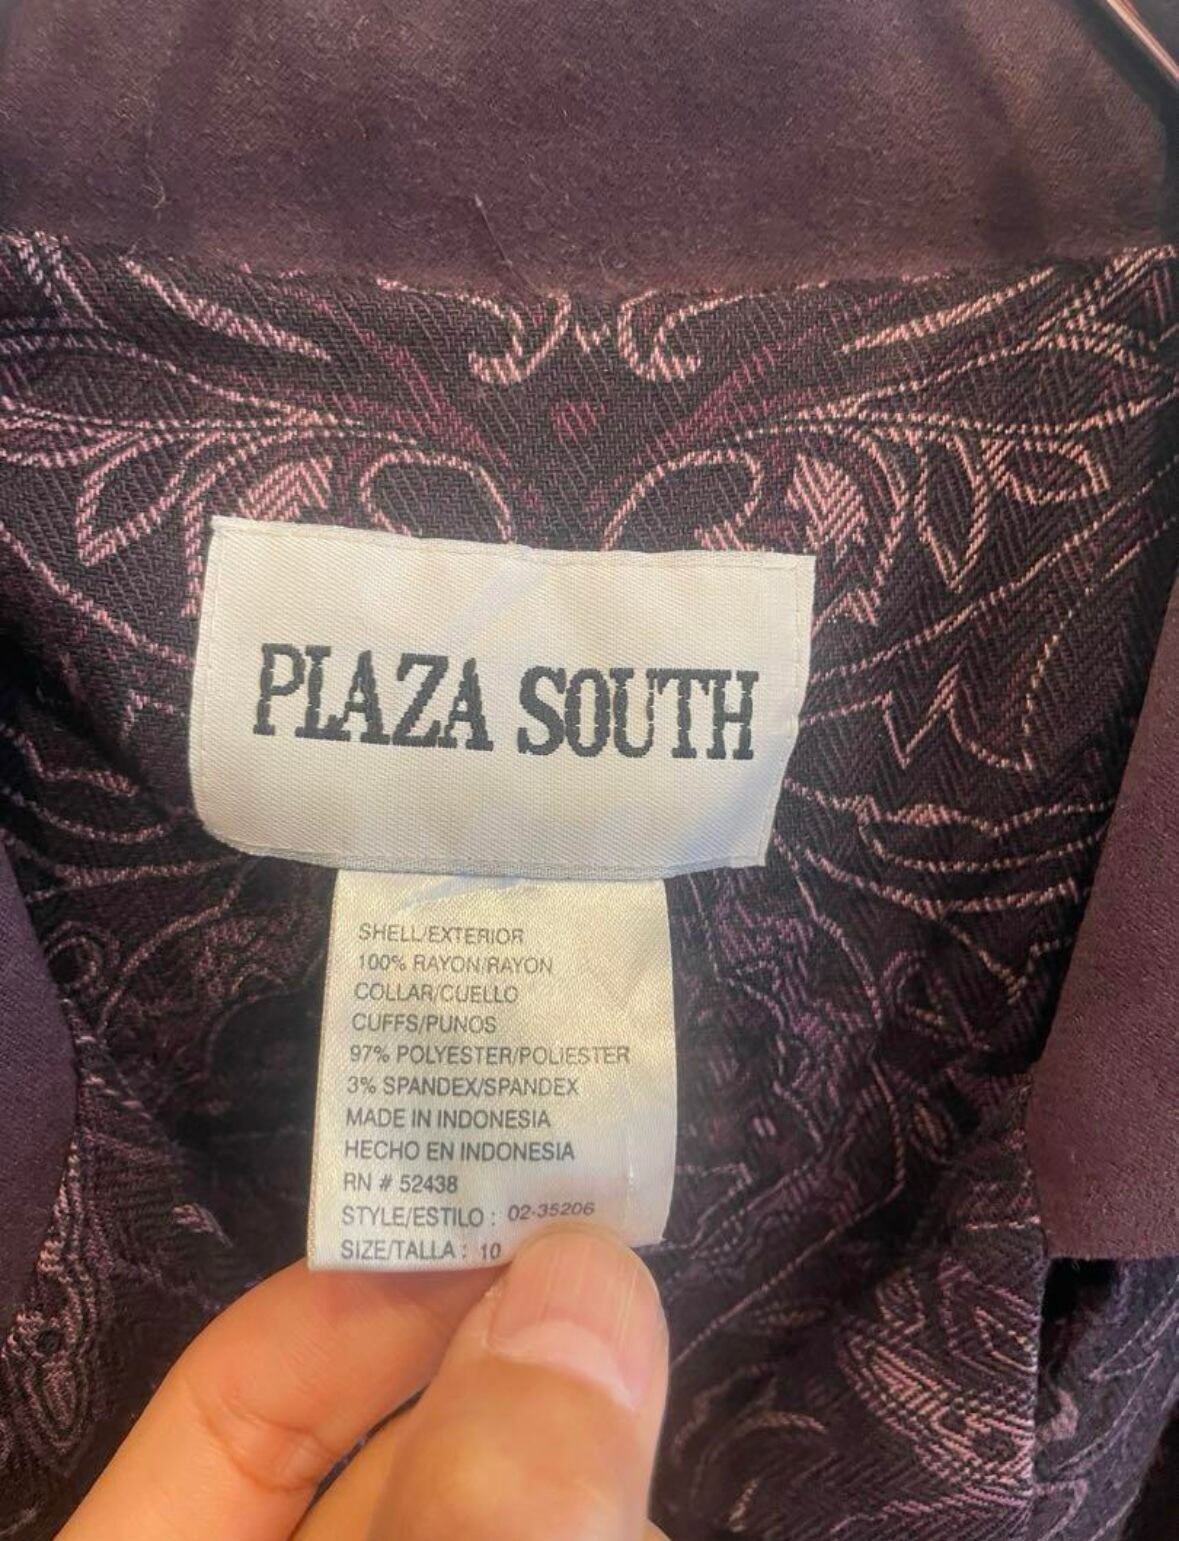 PLAZA SOUTH
SHELL/EXTERIOR
100% RAYON/RAYON
COLLAR/CUELLO
CUFFS/PUNOS
97% POLYESTER/POLIESTER
3% SPANDEX/SPANDEX
MADE IN INDONESIA
HECHO EN INDONESIA
RN # 52438
STYLE/ESTILO : 02-35206
SIZE/TALLA : 10